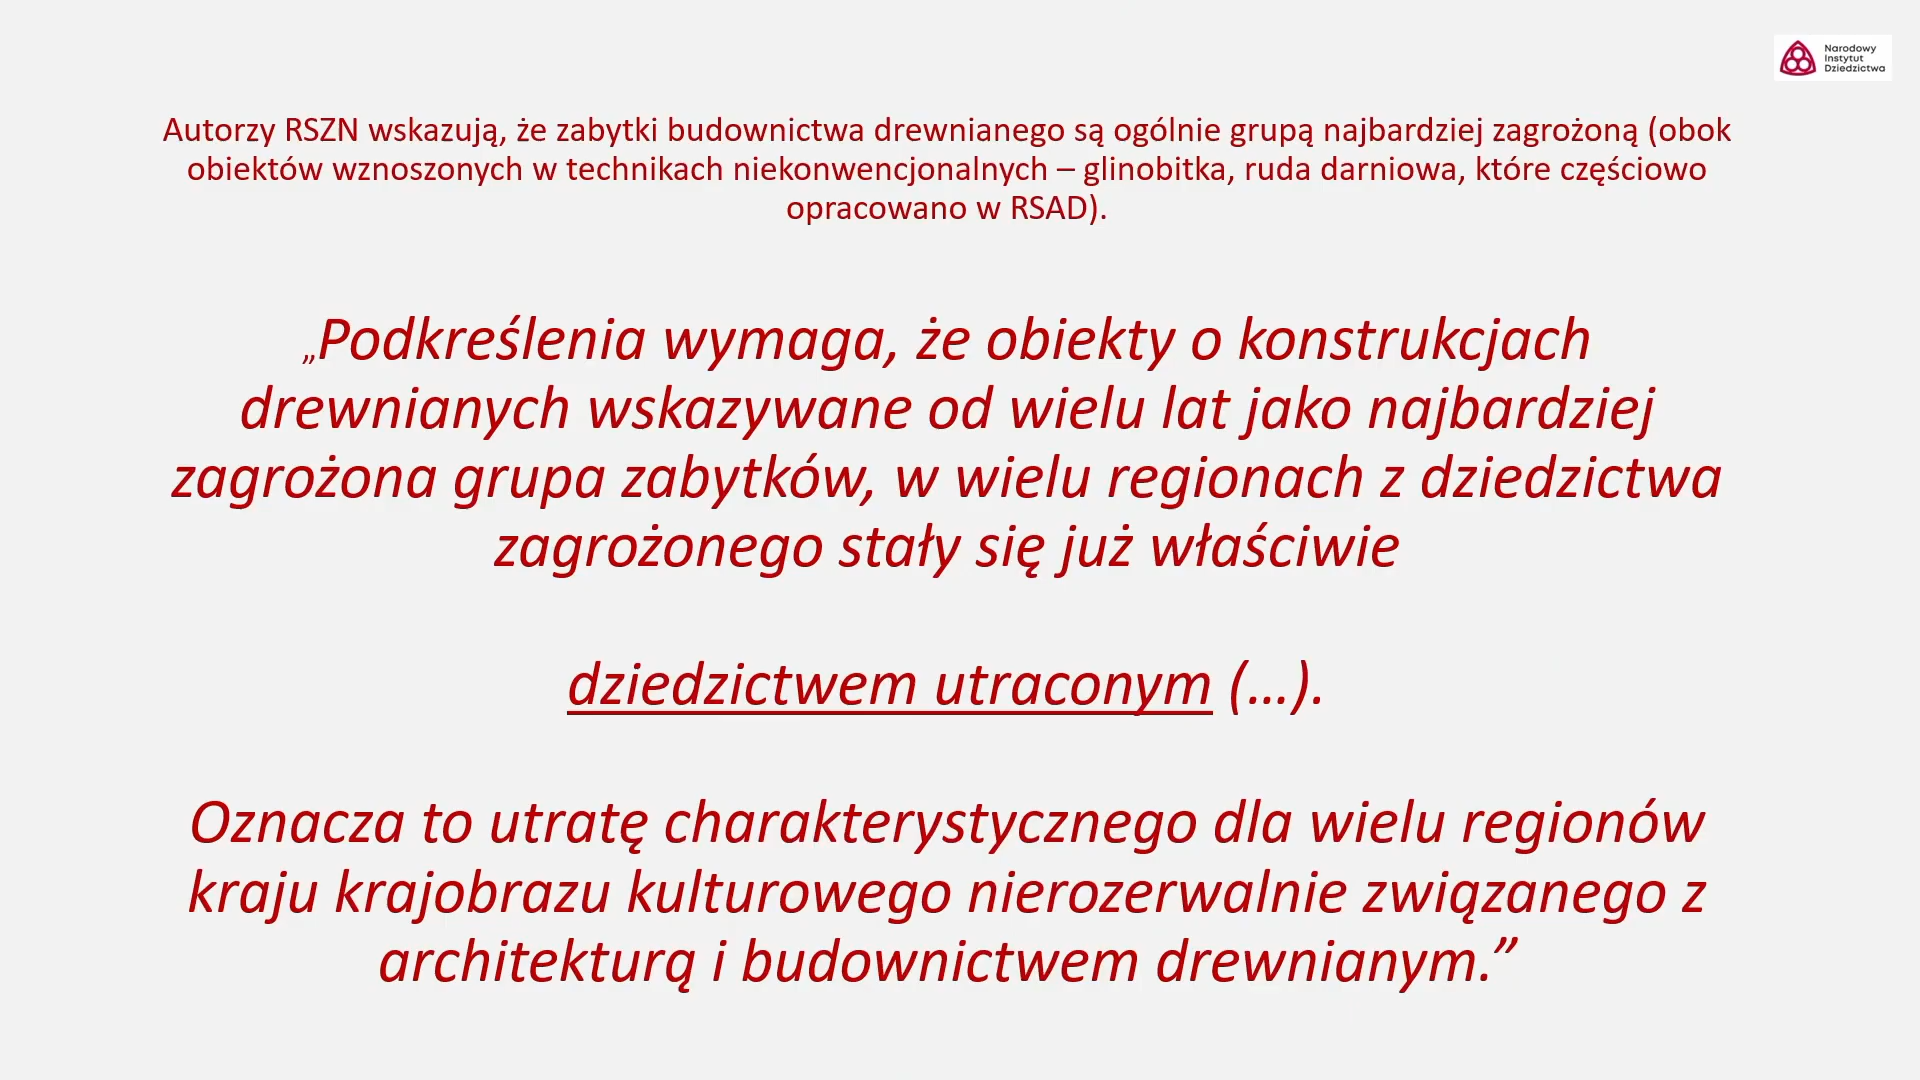 Narodowy
Instytut
Dziedzictwa
Autorzy RSZN wskazują, że zabytki budownictwa drewnianego są ogólnie grupą najbardziej zagrożoną (obok
obiektów wznoszonych w technikach niekonwencjonalnych – glinobitka, ruda darniowa, które częściowo
opracowano w RSAD).
„Podkreślenia wymaga, że obiekty o konstrukcjach
drewnianych wskazywane od wielu lat jako najbardziej
zagrożona grupa zabytków, w wielu regionach z dziedzictwa
zagrożonego stały się już właściwie
dziedzictwem utraconym (…).
Oznacza to utratę charakterystycznego dla wielu regionów
kraju krajobrazu kulturowego nierozerwalnie związanego z
architekturą i budownictwem drewnianym.”